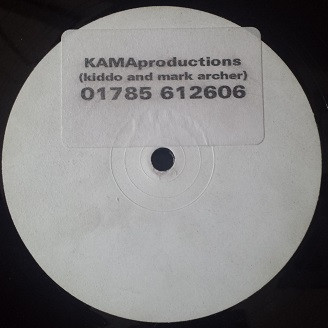 KAMAproductions
(kiddo and mark archer)
01785 612606